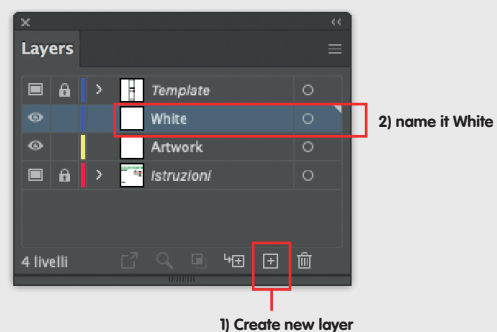 Layers
Template
White
2) name it White
Artwork
Istruzioni
4 livelli
1) Create new layer